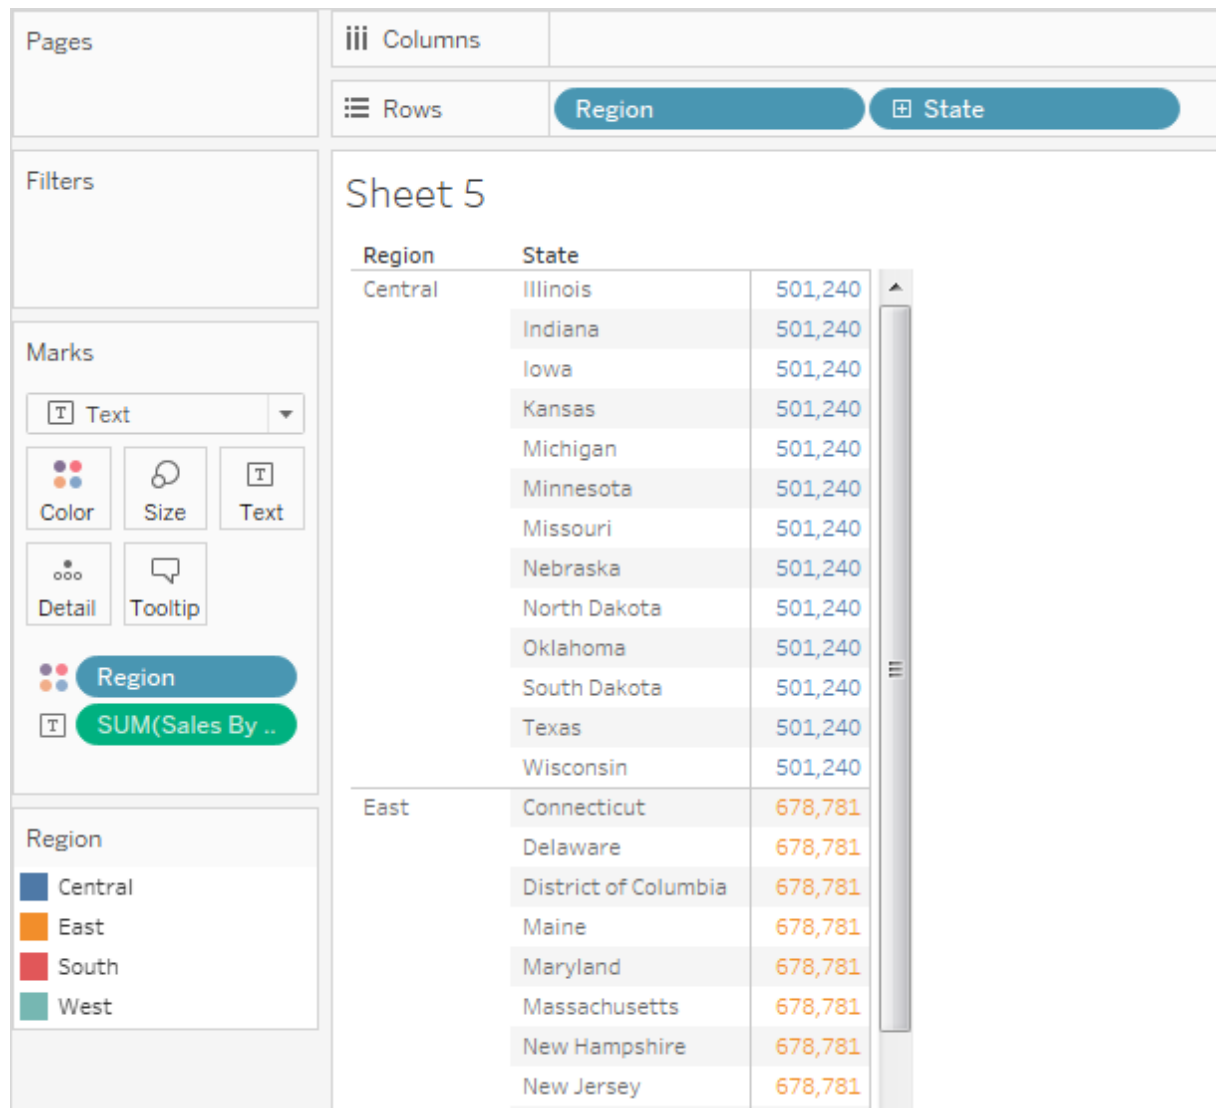 Pages
Columns
Rows Region State
Filters
Sheet 5
Region State
Central Illinois 501,240
Indiana 501,240
Iowa 501,240
Kansas 501,240
Michigan 501,240
Minnesota 501,240
Missouri 501,240
Nebraska 501,240
North Dakota 501,240
Oklahoma 501,240
South Dakota 501,240
Texas 501,240
Wisconsin 501,240
East Connecticut 678,781
Delaware 678,781
District of Columbia 678,781
Maine 678,781
Maryland 678,781
Massachusetts 678,781
New Hampshire 678,781
New Jersey 678,781
Marks
T Text
Color Size T Text
Detail Tooltip
Region
T SUM(Sales By ..
Region
Central
East
South
West